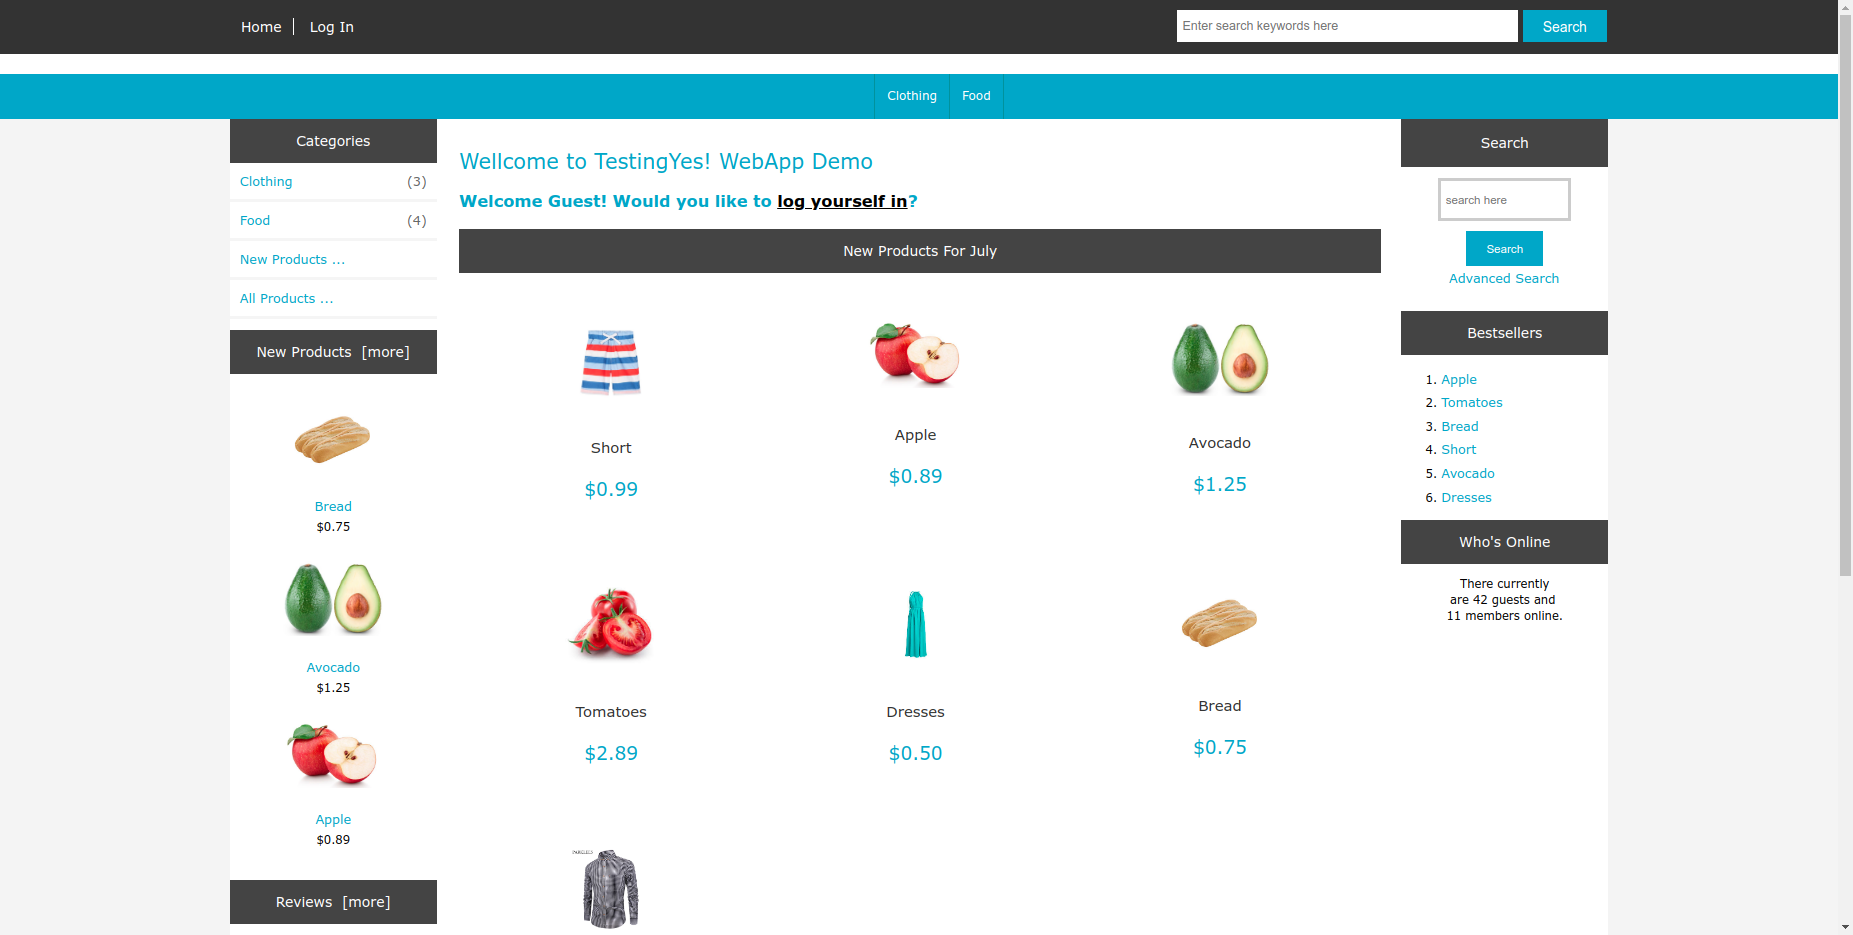 Home
Log In
Enter search keywords here
Search
Clothing
Food
Categories
Clothing (3)
Food (4)
New Products ...
All Products ...
New Products [more]
Bread
$0.75
Avocado
$1.25
Apple
$0.89
Reviews [more]
Wellcome to TestingYes! WebApp Demo
Welcome Guest! Would you like to log yourself in?
New Products For July
Short
$0.99
Apple
$0.89
Avocado
$1.25
Tomatoes
$2.89
Dresses
$0.50
Bread
$0.75
Search
search here
Search
Advanced Search
Bestsellers
1. Apple
2. Tomatoes
3. Bread
4. Short
5. Avocado
6. Dresses
Who's Online
There currently
are 42 guests and
11 members online.